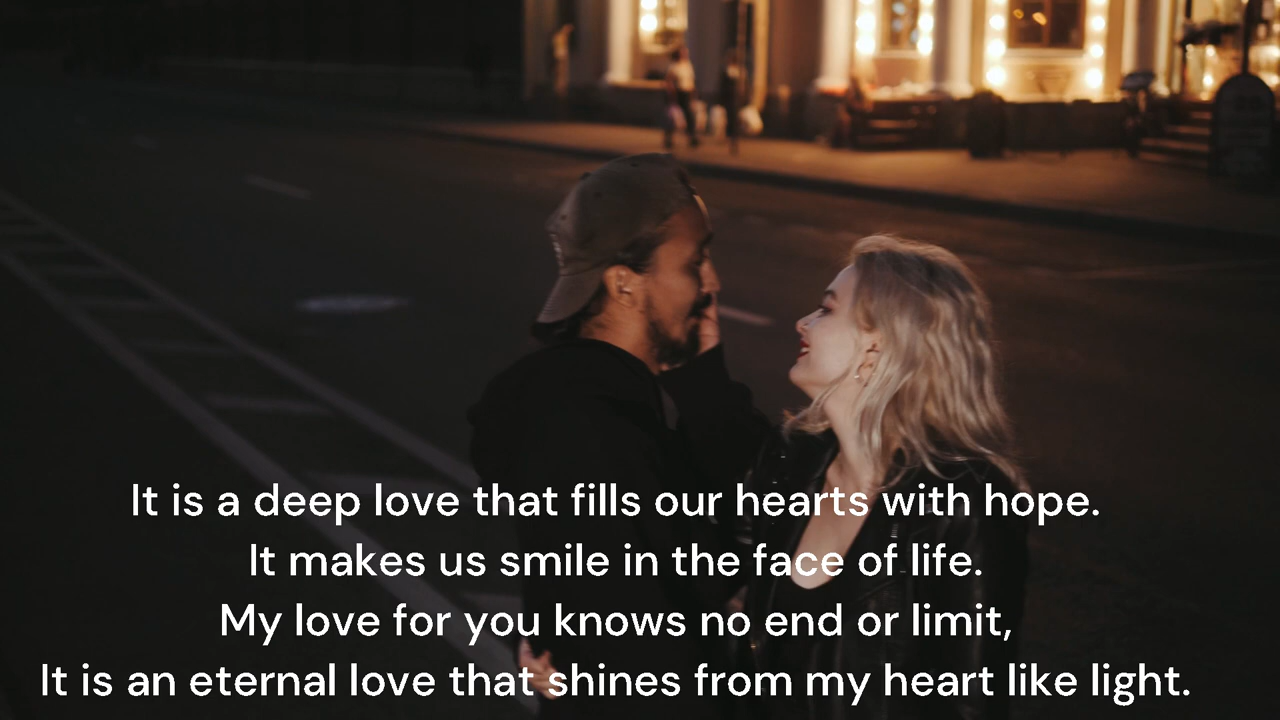 It is a deep love that fills our hearts with hope.
It makes us smile in the face of life.
My love for you knows no end or limit,
It is an eternal love that shines from my heart like light.